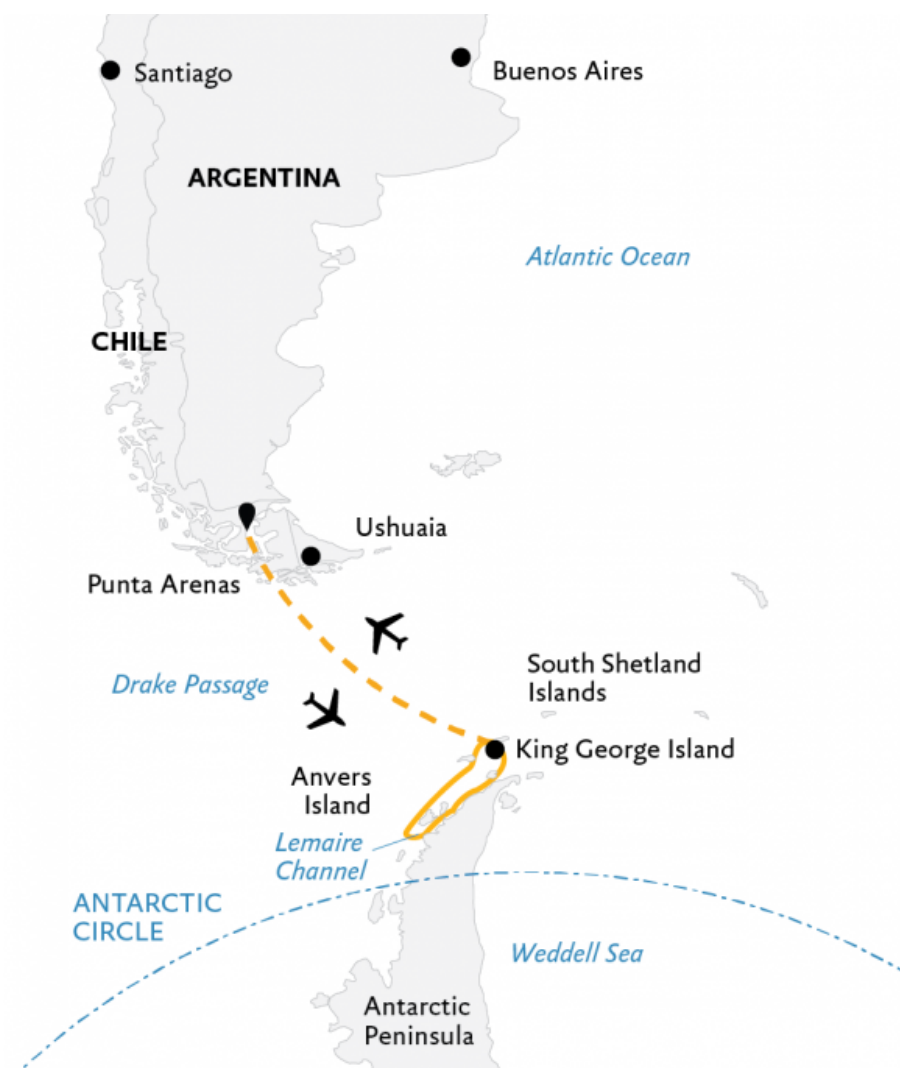 Santiago
Buenos Aires
ARGENTINA
Atlantic Ocean
CHILE
Ushuaia
Punta Arenas
South Shetland
Islands
Drake Passage
King George Island
Anvers
Island
Lemaire
Channel
ANTARCTIC
CIRCLE
Weddell Sea
Antarctic
Peninsula